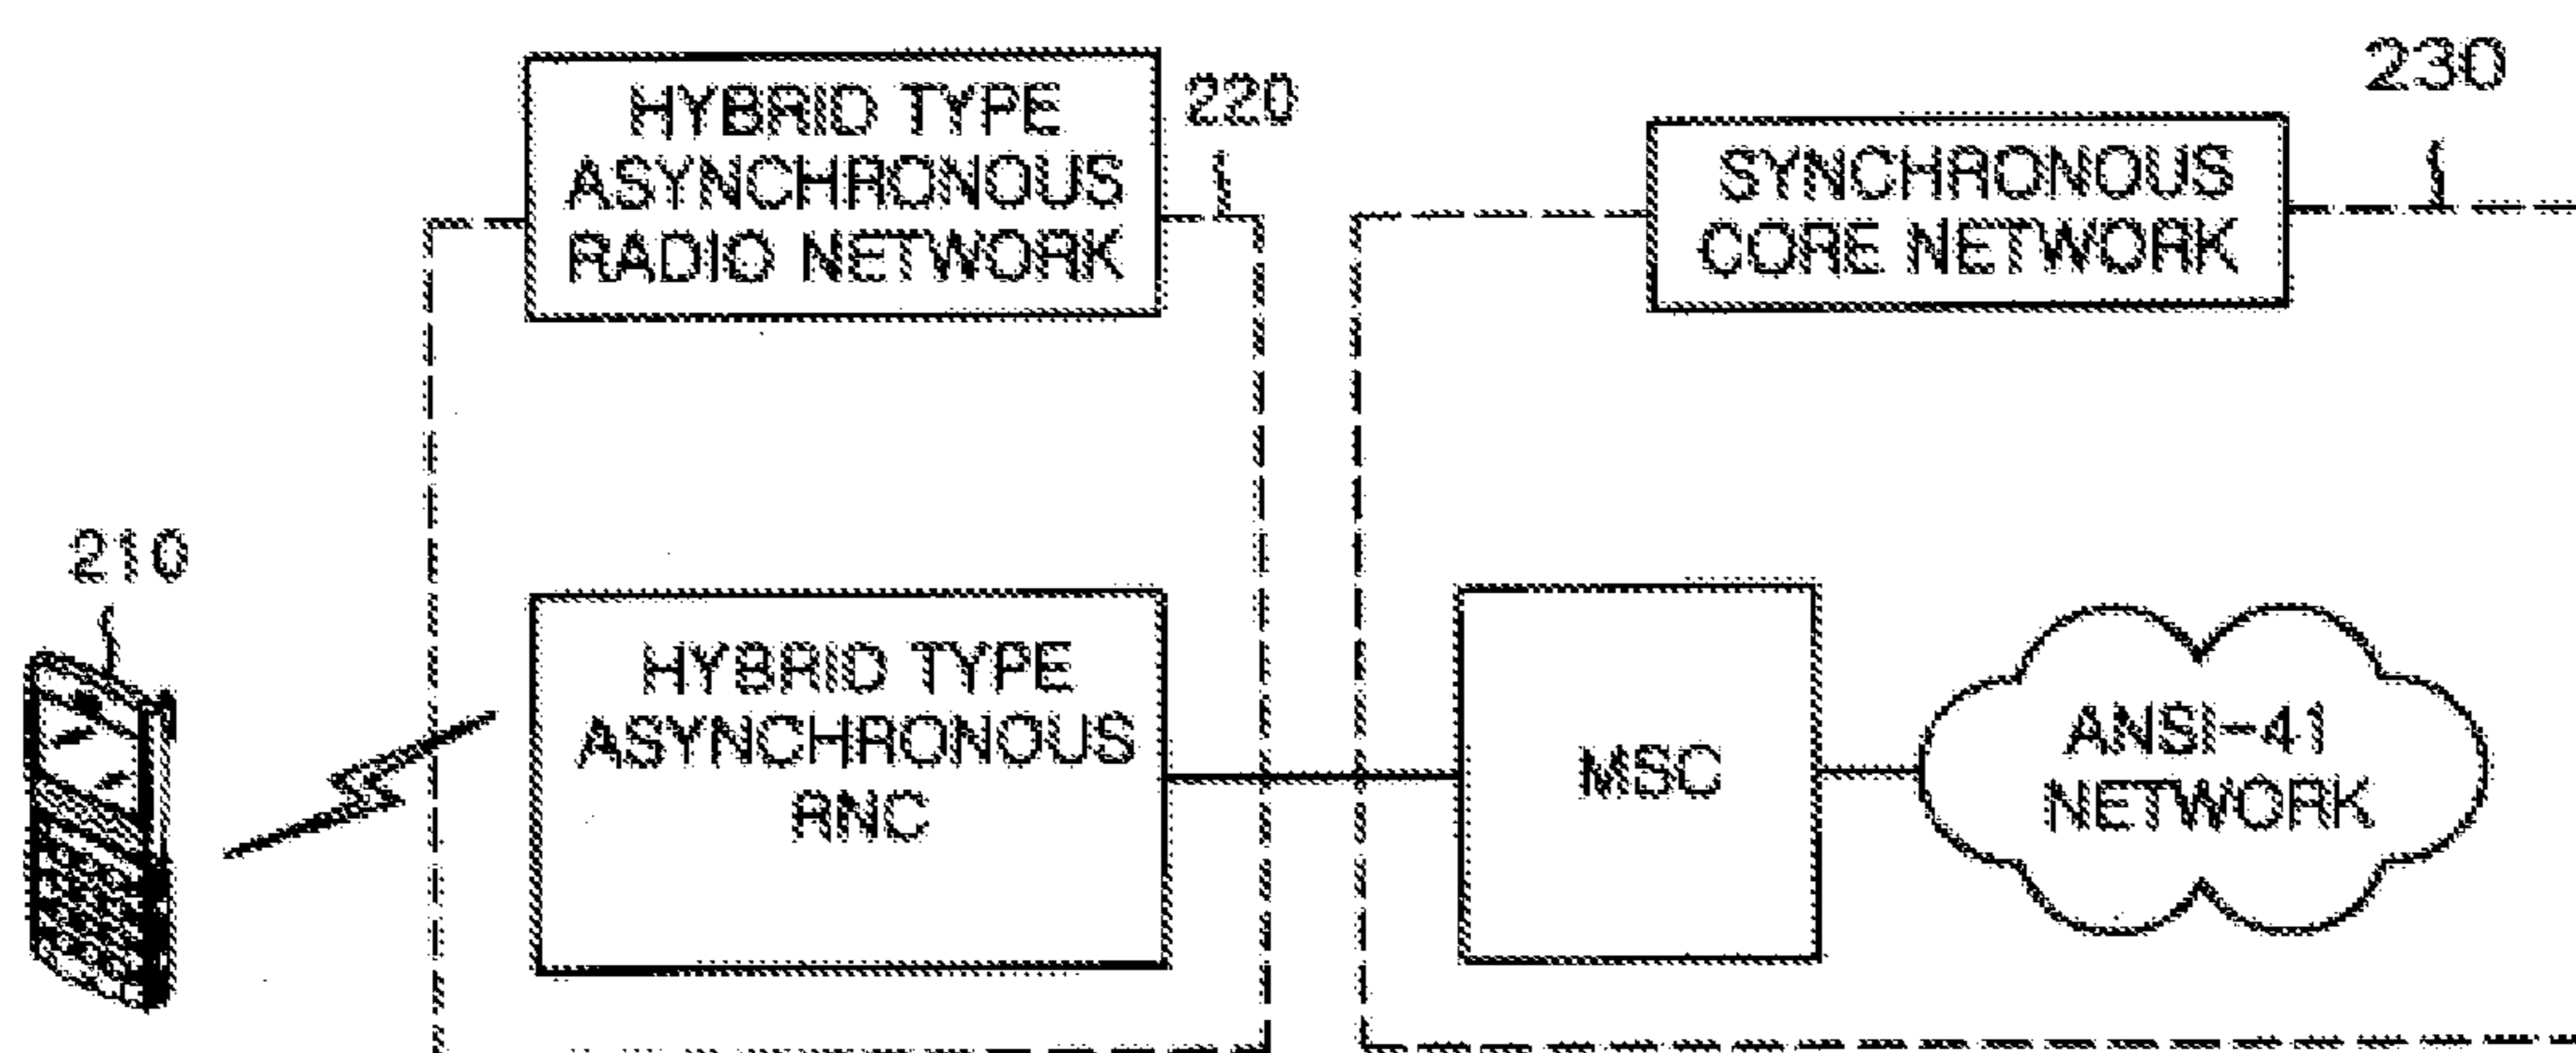 HYBRID TYPE
ASYNCHRONOUS
RADIO NETWORK
220
230
SYNCHRONOUS
CORE NETWORK
210
HYBRID TYPE
ASYNCHRONOUS
RNC
MSC
ANSI-41
NETWORK